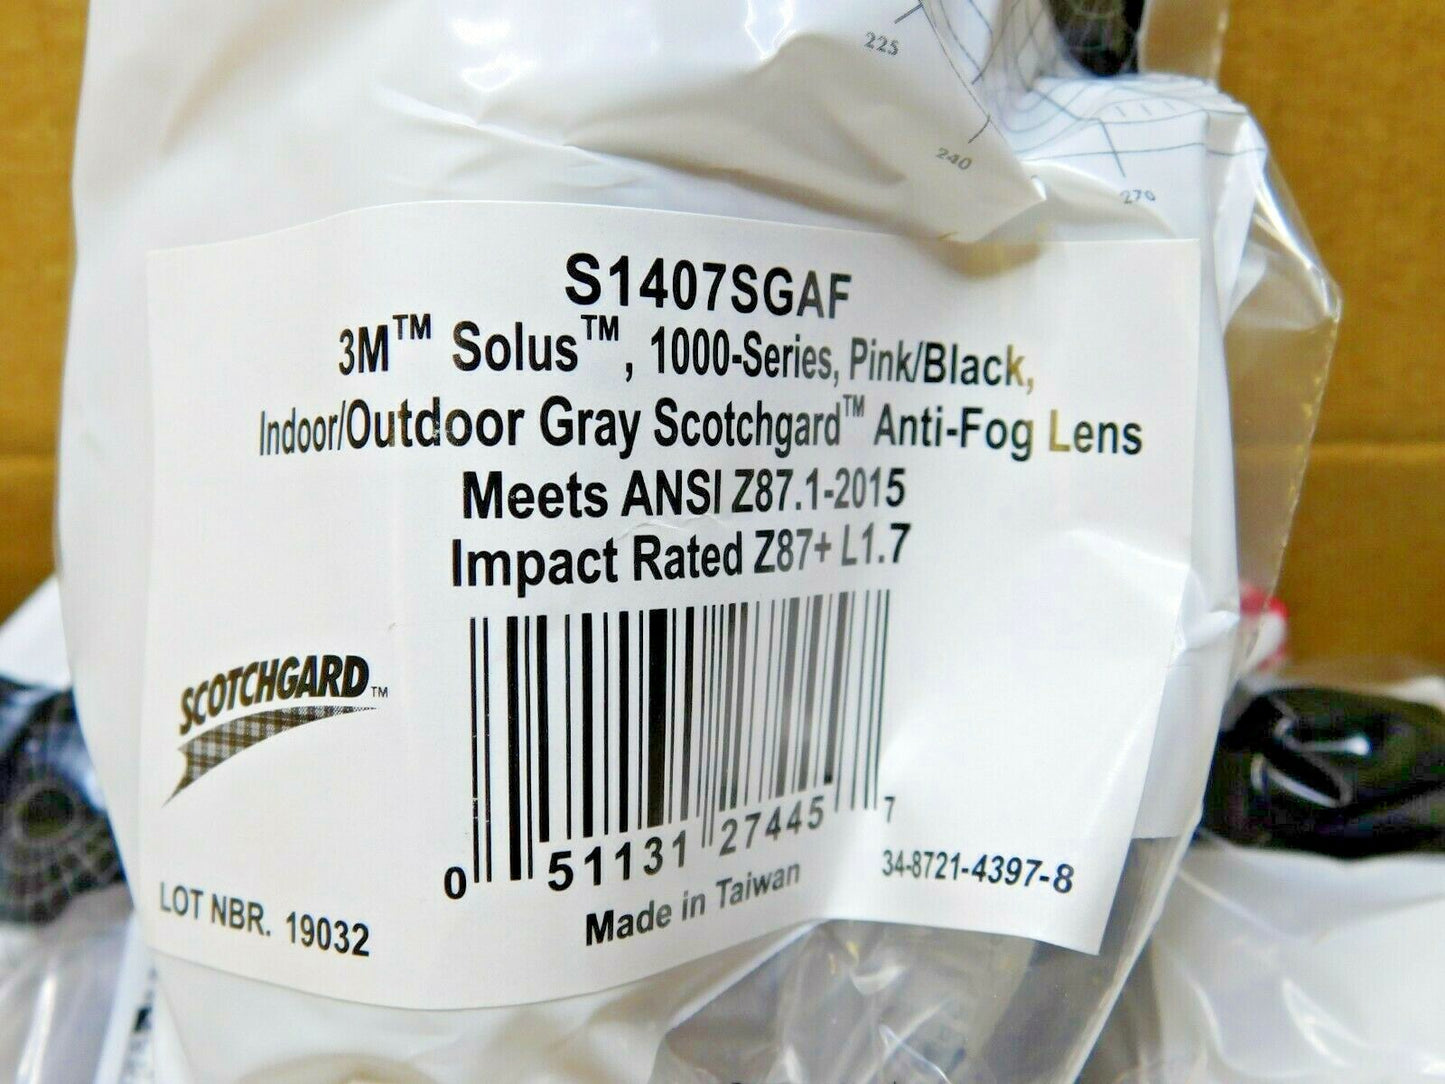 225
240
270
S1407SGAF
3M™ Solus™, 1000-Series, Pink/Black,
Indoor/Outdoor Gray Scotchgard™ Anti-Fog Lens
Meets ANSI Z87.1-2015
Impact Rated Z87+ L1.7
SCOTCHGARD™
0 51131 27445 7
Made in Taiwan
34-8721-4397-8
LOT NBR. 19032